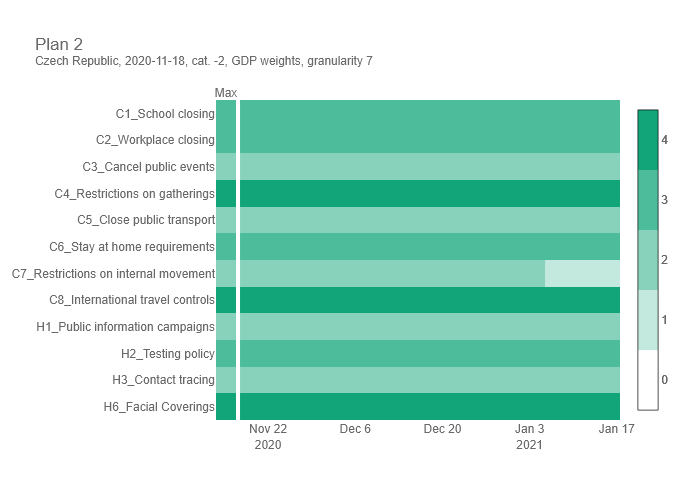 Plan 2
Czech Republic, 2020-11-18, cat. -2, GDP weights, granularity 7
Max
C1_School closing
C2_Workplace closing
C3_Cancel public events
C4_Restrictions on gatherings
C5_Close public transport
C6_Stay at home requirements
C7_Restrictions on internal movement
C8_International travel controls
H1_Public information campaigns
H2_Testing policy
H3_Contact tracing
H6_Facial Coverings
4
3
2
1
0
Nov 22 Dec 6 Dec 20 Jan 3 Jan 17
2020 2021